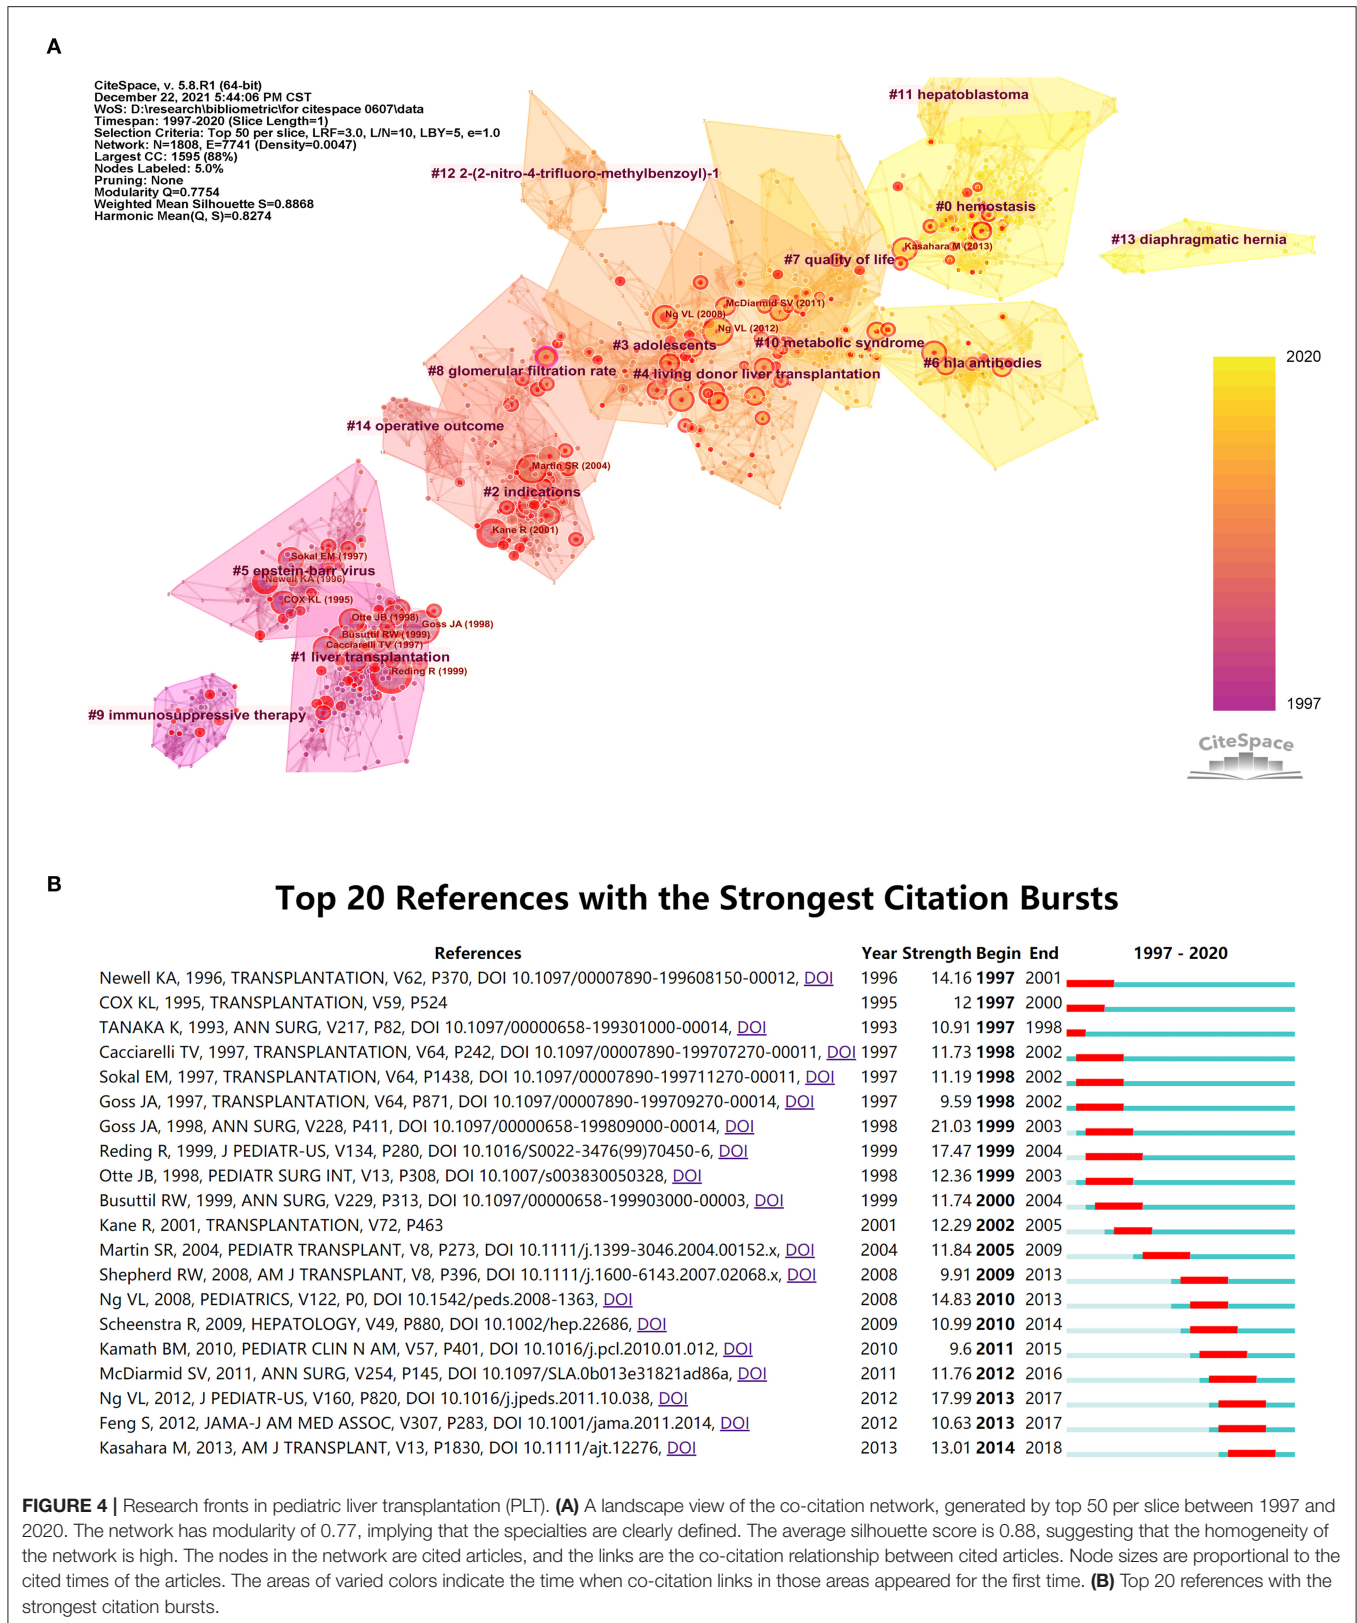 A
CiteSpace, v. 5.8.R1 (64-bit)
December 22, 2021 5:44:06 PM CST
WoS: D:\research\bibliometric\for citespace 0607\data
Timespan: 1997-2020 (Slice Length=1)
Selection Criteria: Top 50 per slice, LRF=3.0, L/N=10, LBY=5, e=1.0
Network: N=1808, E=7741 (Density=0.0047)
Largest CC: 1595 (88%)
Nodes Labeled: 5.0%
Pruning: None
Modularity Q=0.7754
Weighted Mean Silhouette S=0.8868
Harmonic Mean(Q, S)=0.8274
#11 hepatoblastoma
#12 2-(2-nitro-4-trifluoro-methylbenzoyl)-1
#0 hemostasis
#13 diaphragmatic hernia
Kasahara M (2013)
#7 quality of life
McDiarmid SV (2011)
Ng VL (2008)
Ng VL (2012)
#3 adolescents
#10 metabolic syndrome
2020
#6 hla antibodies
#8 glomerular filtration rate
#4 living donor liver transplantation
#14 operative outcome
Martin SR (2004)
#2 indications
Kane R (2001)
Sokal EM (1997)
#5 epstein-barr virus
Newell KA (1996)
COX KL (1995)
Otte JB (1998)
Goss JA (1998)
Busuttil RW (1999)
Cacciarelli TV (1997)
#1 liver transplantation
Reding R (1999)
#9 immunosuppressive therapy
1997
CiteSpace
B
Top 20 References with the Strongest Citation Bursts
References Year Strength Begin End 1997 - 2020
Newell KA, 1996, TRANSPLANTATION, V62, P370, DOI 10.1097/00007890-199608150-00012, DOI 1996 14.16 1997 2001
COX KL, 1995, TRANSPLANTATION, V59, P524 1995 12 1997 2000
TANAKA K, 1993, ANN SURG, V217, P82, DOI 10.1097/00000658-199301000-00014, DOI 1993 10.91 1997 1998
Cacciarelli TV, 1997, TRANSPLANTATION, V64, P242, DOI 10.1097/00007890-199707270-00011, DOI 1997 11.73 1998 2002
Sokal EM, 1997, TRANSPLANTATION, V64, P1438, DOI 10.1097/00007890-199711270-00011, DOI 1997 11.19 1998 2002
Goss JA, 1997, TRANSPLANTATION, V64, P871, DOI 10.1097/00007890-199709270-00014, DOI 1997 9.59 1998 2002
Goss JA, 1998, ANN SURG, V228, P411, DOI 10.1097/00000658-199809000-00014, DOI 1998 21.03 1999 2003
Reding R, 1999, J PEDIATR-US, V134, P280, DOI 10.1016/S0022-3476(99)70450-6, DOI 1999 17.47 1999 2004
Otte JB, 1998, PEDIATR SURG INT, V13, P308, DOI 10.1007/s003830050328, DOI 1998 12.36 1999 2003
Busuttil RW, 1999, ANN SURG, V229, P313, DOI 10.1097/00000658-199903000-00003, DOI 1999 11.74 2000 2004
Kane R, 2001, TRANSPLANTATION, V72, P463 2001 12.29 2002 2005
Martin SR, 2004, PEDIATR TRANSPLANT, V8, P273, DOI 10.1111/j.1399-3046.2004.00152.x, DOI 2004 11.84 2005 2009
Shepherd RW, 2008, AM J TRANSPLANT, V8, P396, DOI 10.1111/j.1600-6143.2007.02068.x, DOI 2008 9.91 2009 2013
Ng VL, 2008, PEDIATRICS, V122, P0, DOI 10.1542/peds.2008-1363, DOI 2008 14.83 2010 2013
Scheenstra R, 2009, HEPATOLOGY, V49, P880, DOI 10.1002/hep.22686, DOI 2009 10.99 2010 2014
Kamath BM, 2010, PEDIATR CLIN N AM, V57, P401, DOI 10.1016/j.pcl.2010.01.012, DOI 2010 9.6 2011 2015
McDiarmid SV, 2011, ANN SURG, V254, P145, DOI 10.1097/SLA.0b013e31821ad86a, DOI 2011 11.76 2012 2016
Ng VL, 2012, J PEDIATR-US, V160, P820, DOI 10.1016/j.jpeds.2011.10.038, DOI 2012 17.99 2013 2017
Feng S, 2012, JAMA-J AM MED ASSOC, V307, P283, DOI 10.1001/jama.2011.2014, DOI 2012 10.63 2013 2017
Kasahara M, 2013, AM J TRANSPLANT, V13, P1830, DOI 10.1111/ajt.12276, DOI 2013 13.01 2014 2018
FIGURE 4 | Research fronts in pediatric liver transplantation (PLT). (A) A landscape view of the co-citation network, generated by top 50 per slice between 1997 and
2020. The network has modularity of 0.77, implying that the specialties are clearly defined. The average silhouette score is 0.88, suggesting that the homogeneity of
the network is high. The nodes in the network are cited articles, and the links are the co-citation relationship between cited articles. Node sizes are proportional to the
cited times of the articles. The areas of varied colors indicate the time when co-citation links in those areas appeared for the first time. (B) Top 20 references with the
strongest citation bursts.